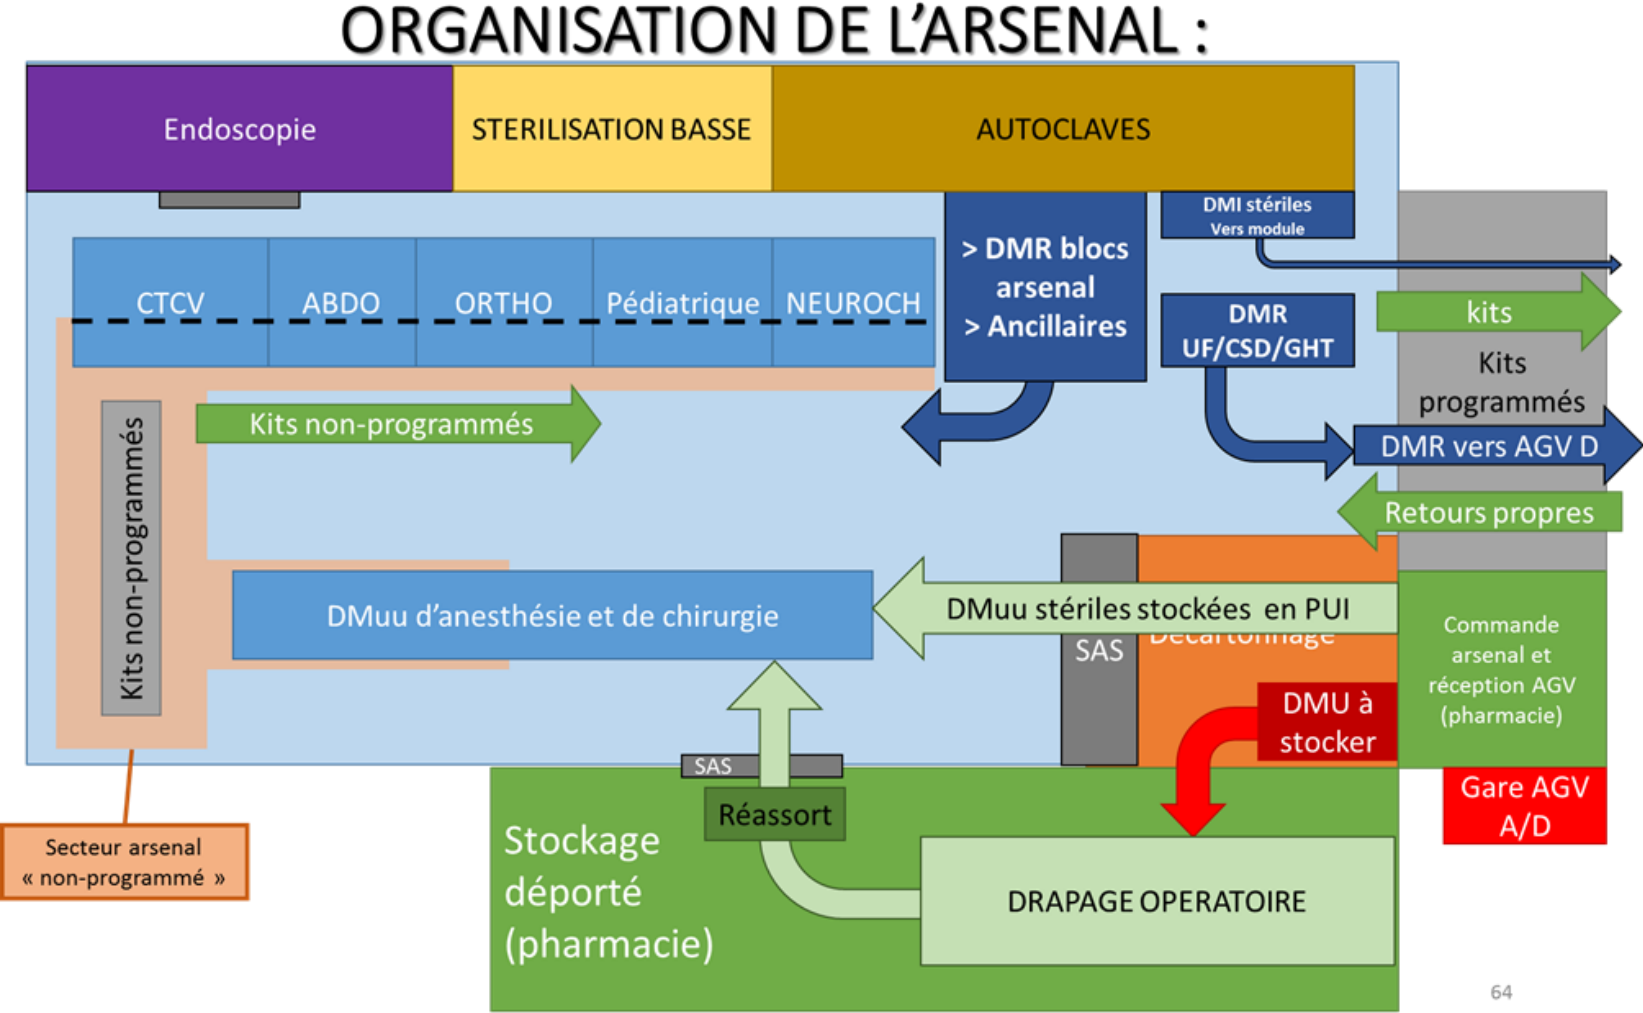 ORGANISATION DE L’ARSENAL :
Endoscopie
STERILISATION BASSE
AUTOCLAVES
DMI stériles
Vers module
> DMR blocs
arsenal
> Ancillaires
CTCV
ABDO
ORTHO
Pédiatrique
NEUROCH
DMR
UF/CSD/GHT
kits
Kits
programmés
Kits non-programmés
DMR vers AGV D
Retours propres
Kits non-programmés
DMuu d’anesthésie et de chirurgie
DMuu stériles stockées en PUI
Décartonnage
SAS
Commande
arsenal et
réception AGV
(pharmacie)
DMU à
stocker
SAS
Réassort
Gare AGV
A/D
Secteur arsenal
« non-programmé »
Stockage
déporté
(pharmacie)
DRAPAGE OPERATOIRE
64